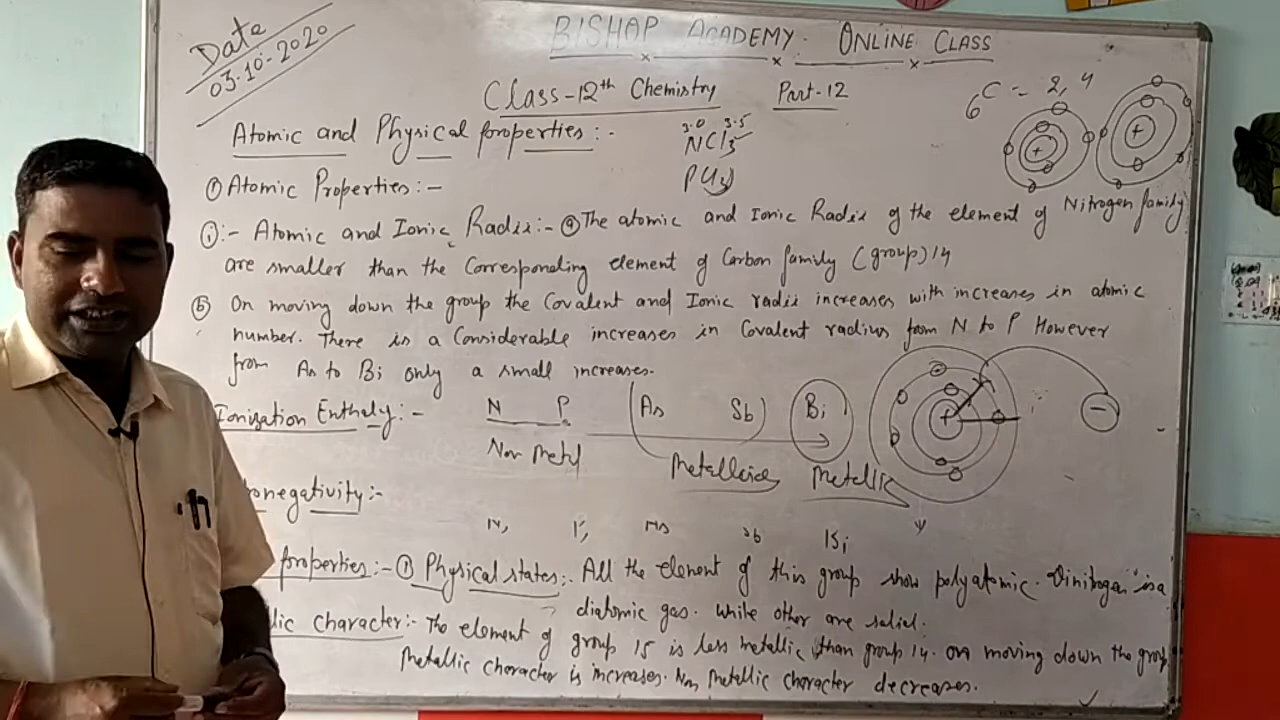 Date
03-10-2020
BISHAP ACADEMY. ONLINE CLASS
Class-12th Chemistry Part-12
6C - 2, 4
Atomic and Physical properties:-
3.0 3.5
NCl3
① Atomic Properties:-
①:- Atomic and Ionic Radii:- ⓐ The atomic and Ionic Radii of the element of Nitrogen family
are smaller than the Corresponding element of Carbon family (group) 14
ⓑ On moving down the group the Covalent and Ionic radii increases with increases in atomic
number. There is a Considerable increases in Covalent radius from N to P However
from As to Bi only a small increases.
Ionization Enthaly:- N P (As Sb) Bi
Non Metal
Metallic
onegativity:-
N, As Sb Bi
properties:- ① Physical states:. All the element of this group show polyatomic. Dinitrogen is a
diatomic gas. while other are solid.
lic character:- The element of group 15 is less metallic than group 14. on moving down the group
Metallic character is increases. Non Metallic character decreases.